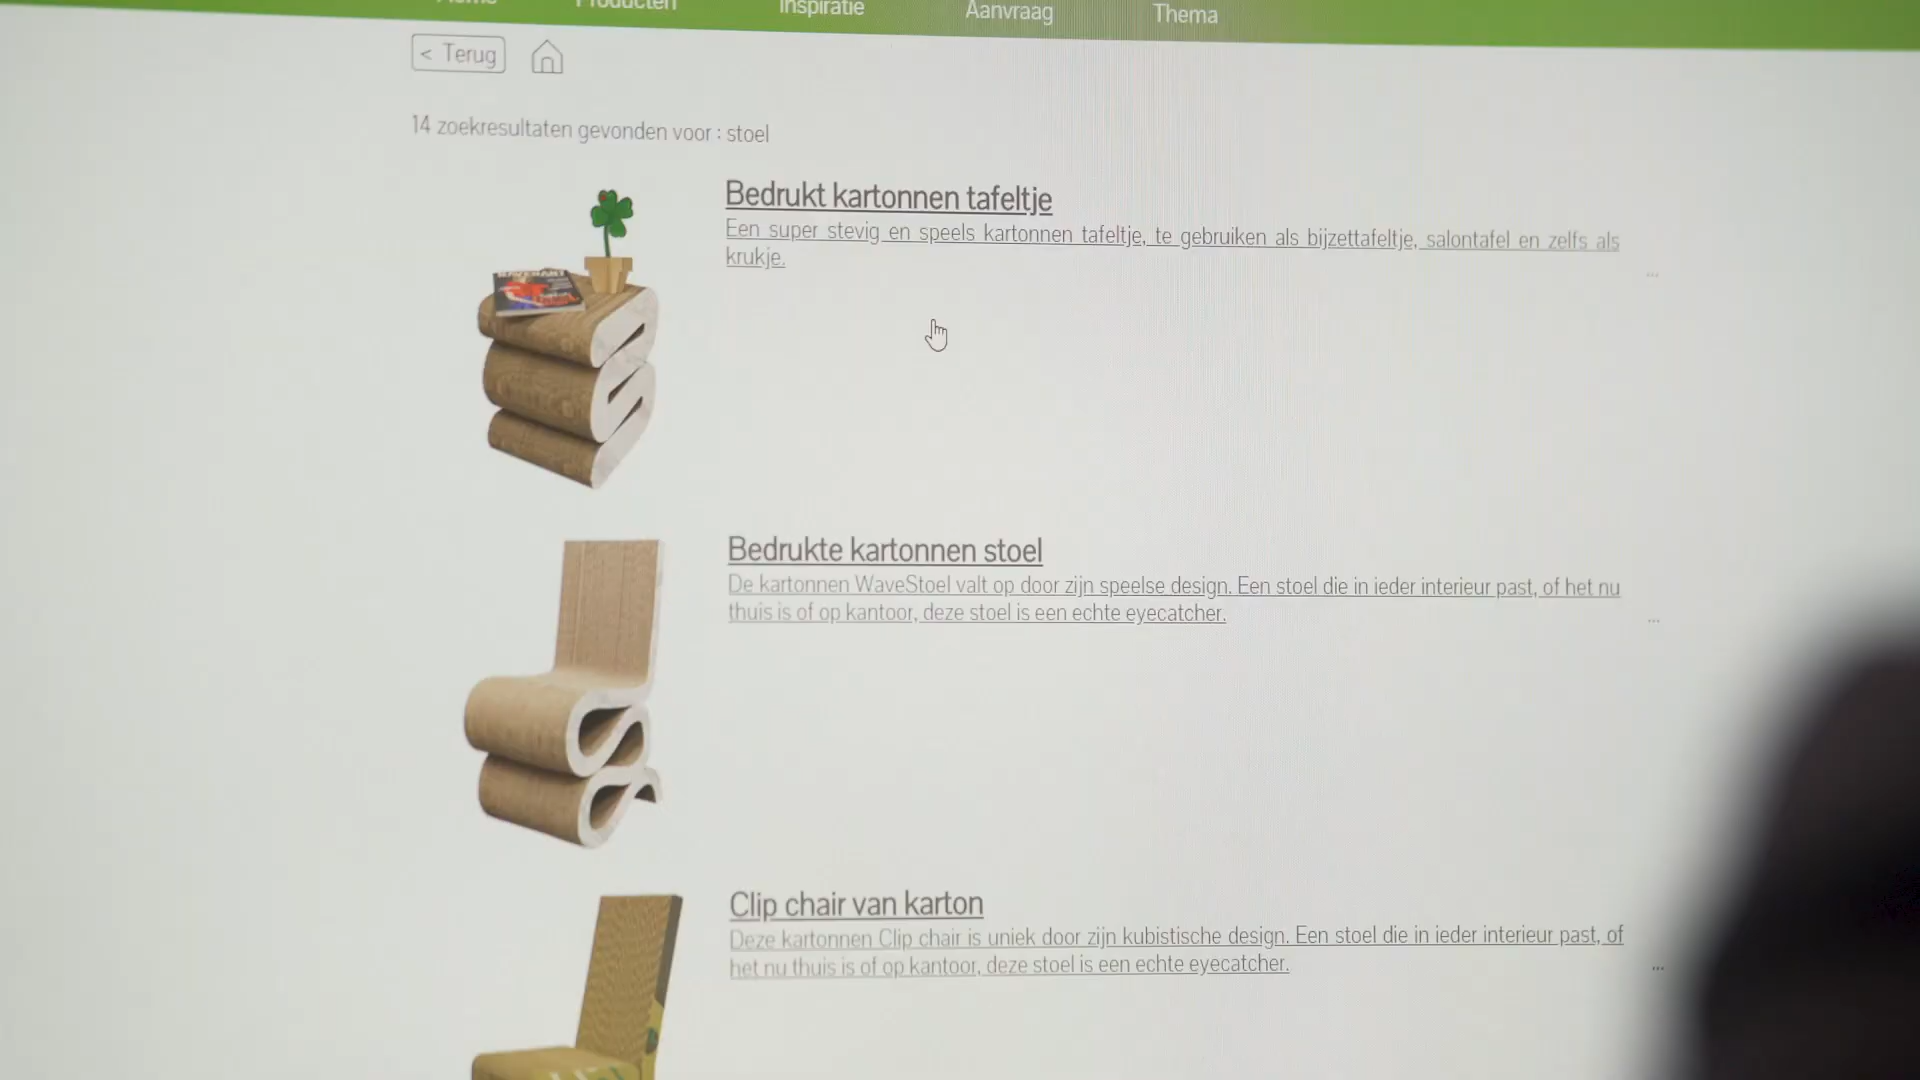 Home Producten Inspiratie Aanvraag Thema
< Terug
14 zoekresultaten gevonden voor : stoel
Bedrukt kartonnen tafeltje
Een super stevig en speels kartonnen tafeltje, te gebruiken als bijzettafeltje, salontafel en zelfs als
krukje.
...
Bedrukte kartonnen stoel
De kartonnen WaveStoel valt op door zijn speelse design. Een stoel die in ieder interieur past, of het nu
thuis is of op kantoor, deze stoel is een echte eyecatcher.
...
Clip chair van karton
Deze kartonnen Clip chair is uniek door zijn kubistische design. Een stoel die in ieder interieur past, of
het nu thuis is of op kantoor, deze stoel is een echte eyecatcher.
...